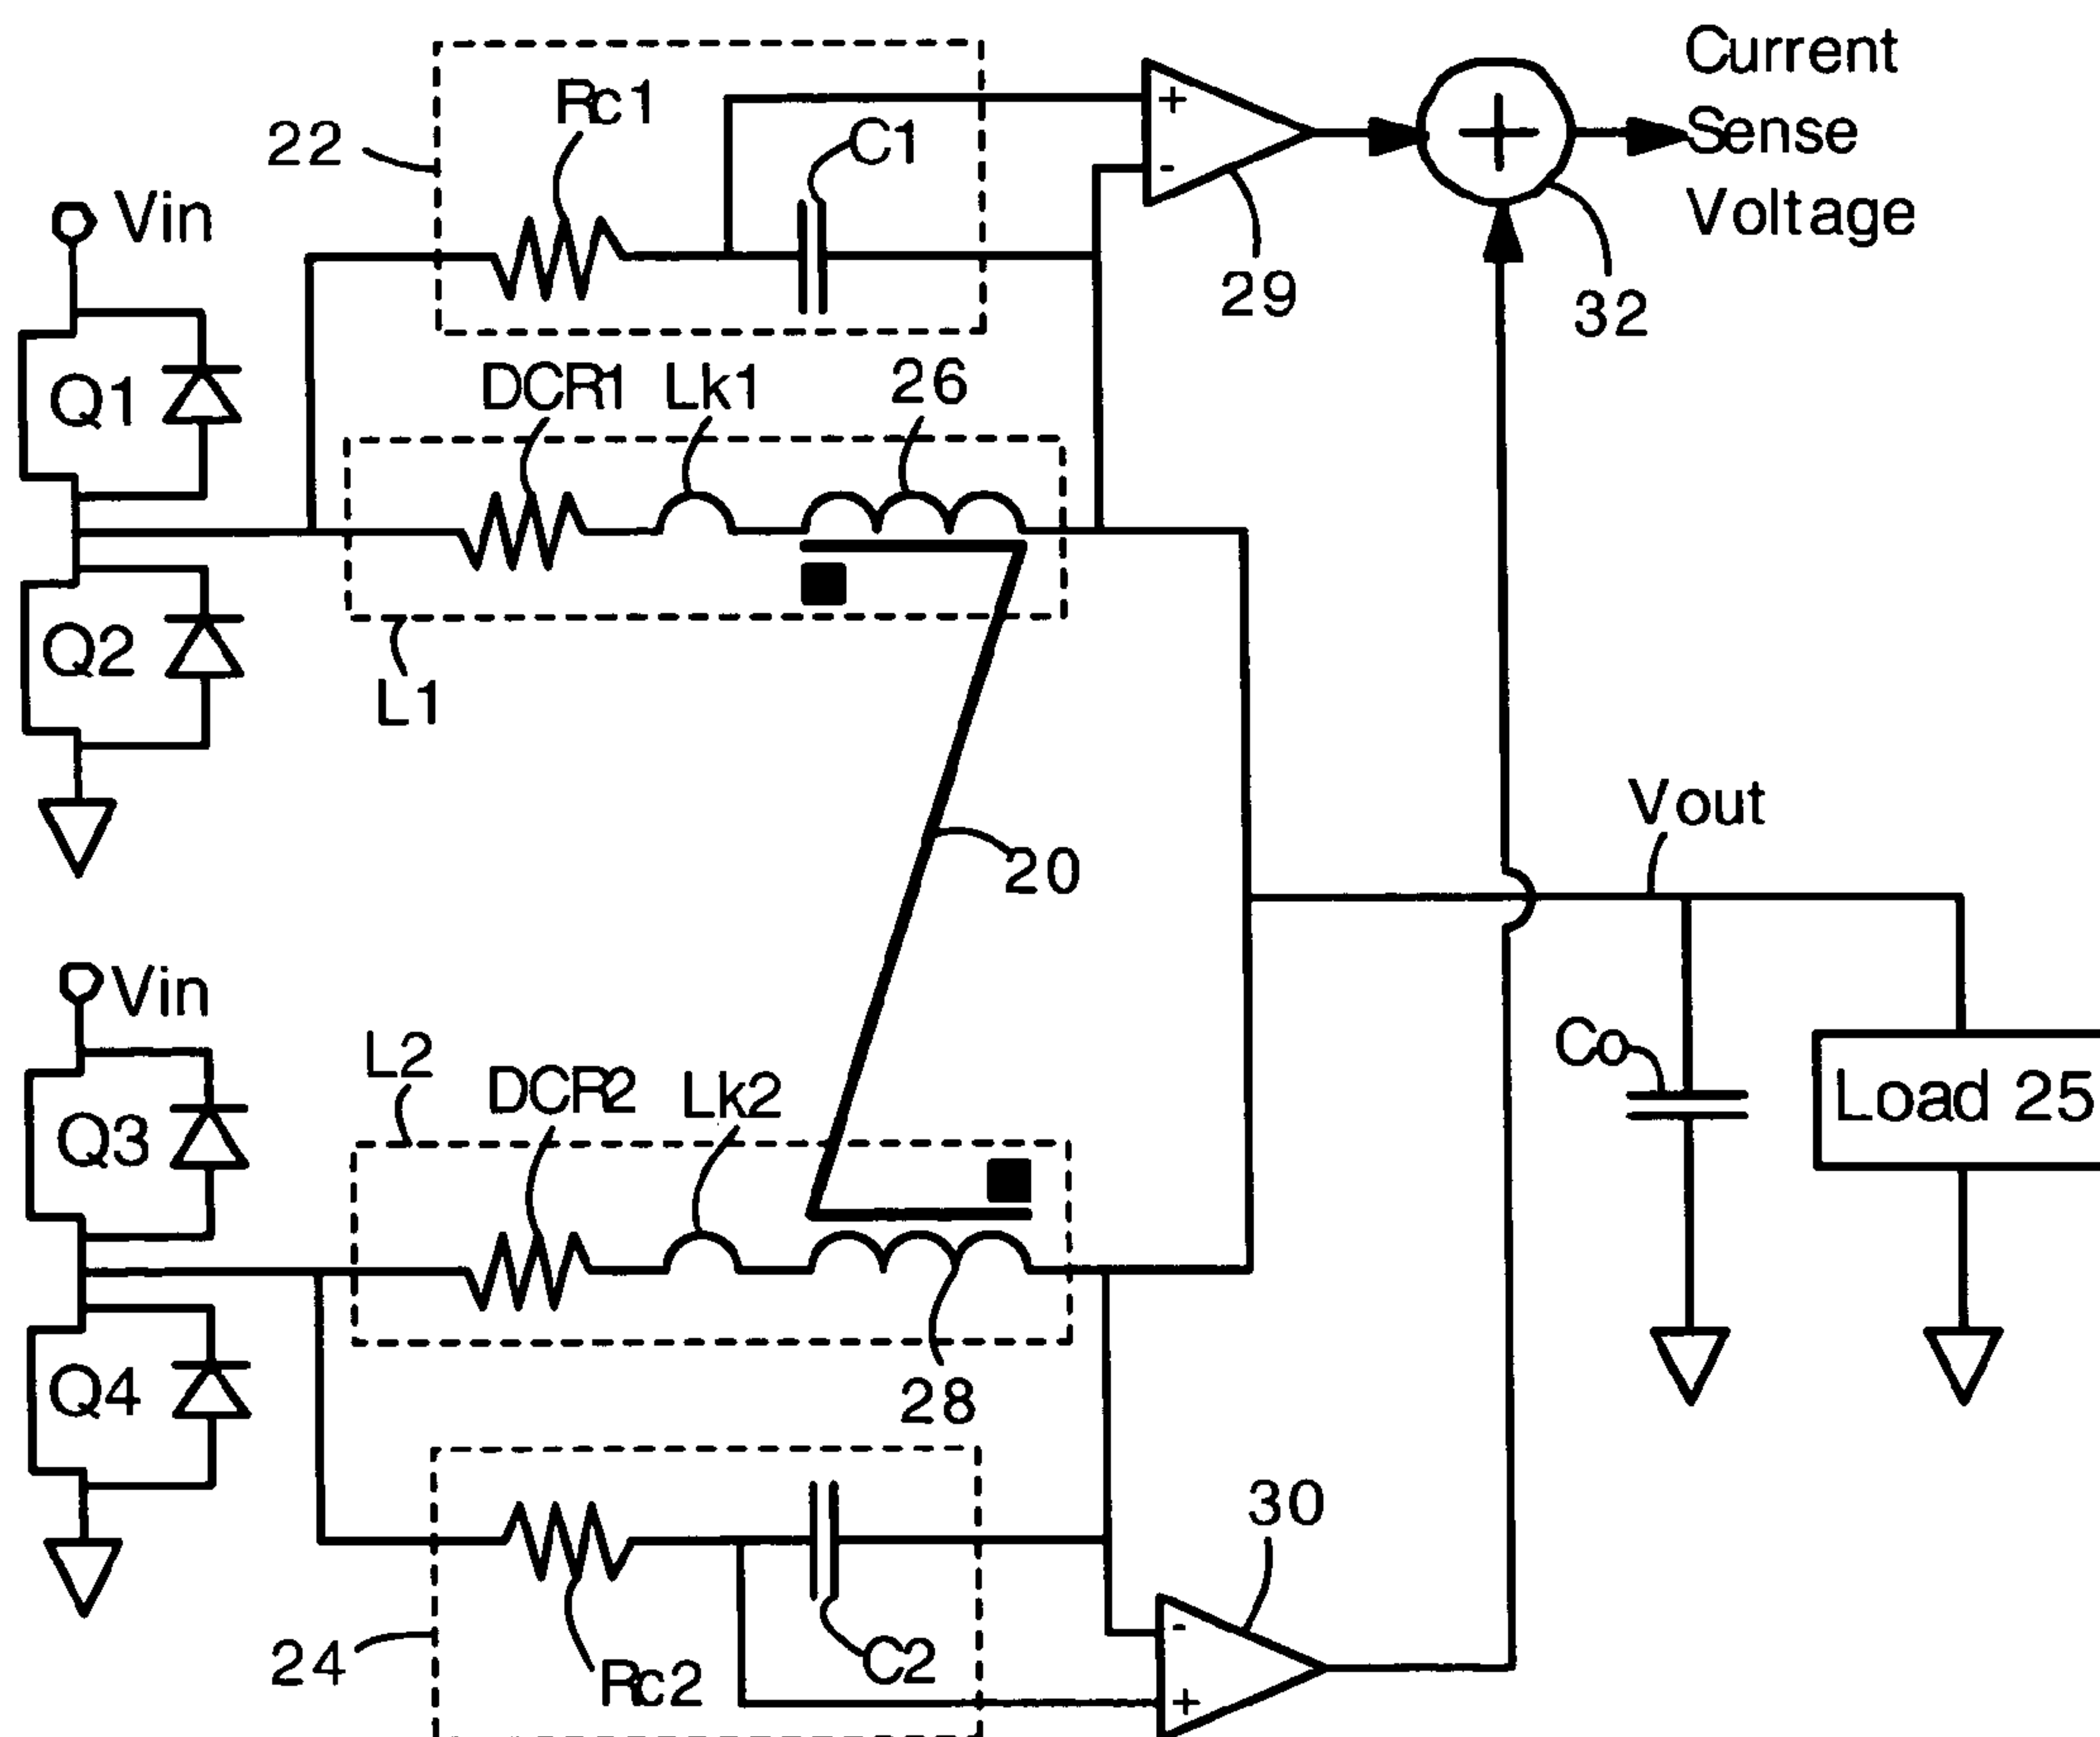 Current
Sense
Voltage
Rc1
C1
22
+
-
Vin
29
32
DCR1
Lk1
26
Q1
Q2
L1
Vout
20
Vin
L2
DCR2
Lk2
Co
Load 25
Q3
Q4
28
30
24
Rc2
C2
-
+